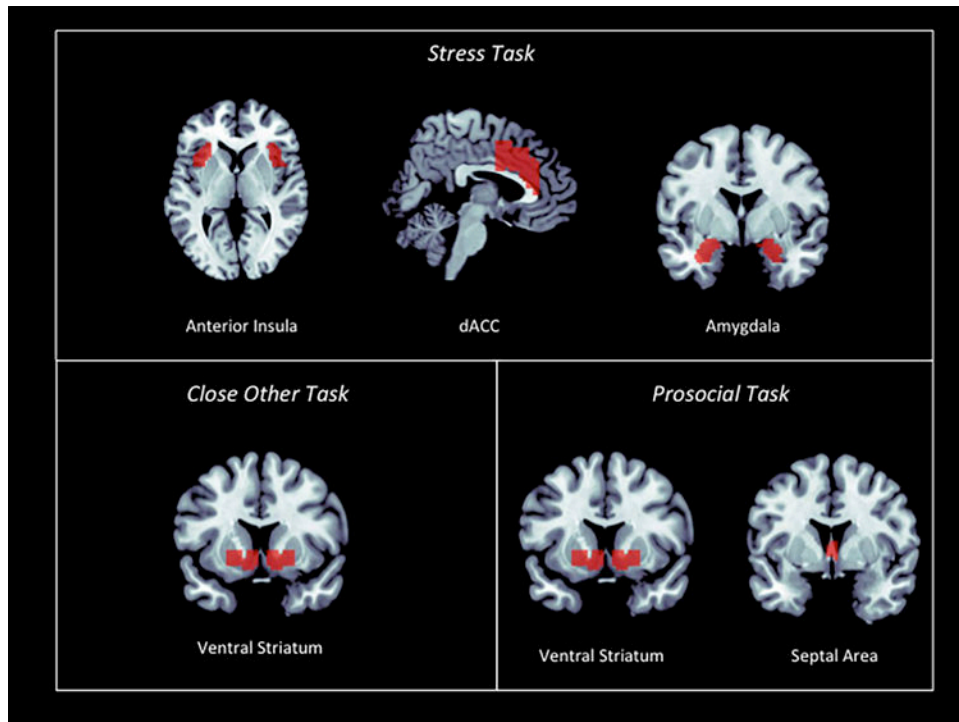 Stress Task
Anterior Insula
dACC
Amygdala
Close Other Task
Ventral Striatum
Prosocial Task
Ventral Striatum
Septal Area